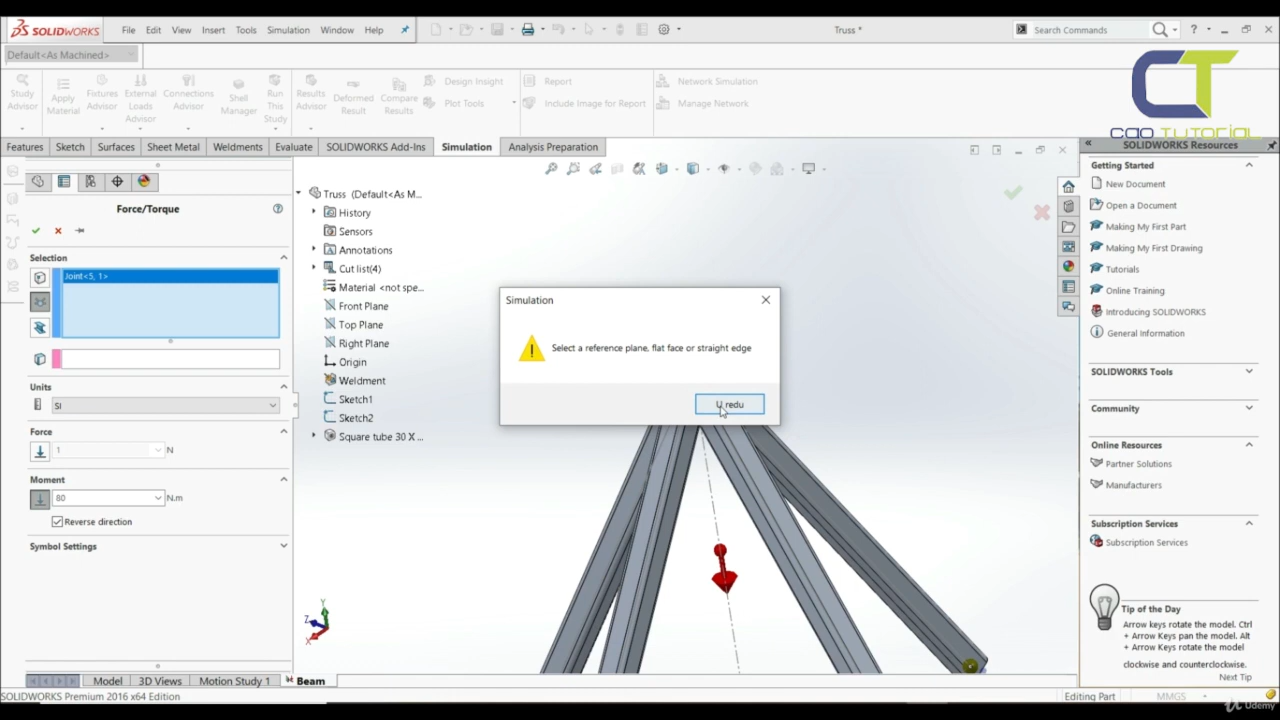 SOLIDWORKS File Edit View Insert Tools Simulation Window Help Truss * Search Commands ?
Default<As Machined>
Study Advisor
Apply Material
Fixtures Advisor
External Loads Advisor
Connections Advisor
Shell Manager
Run This Study
Results Advisor
Deformed Result
Compare Results
Design Insight
Plot Tools
Report
Include Image for Report
Network Simulation
Manage Network
CT
CAO TUTORIAL
Features Sketch Surfaces Sheet Metal Weldments Evaluate SOLIDWORKS Add-Ins Simulation Analysis Preparation
Force/Torque
?
Selection
Joint<5, 1>
Units
SI
Force
1 N
Moment
80 N.m
Reverse direction
Symbol Settings
Truss (Default<As M...
History
Sensors
Annotations
Cut list(4)
Material <not spe...
Front Plane
Top Plane
Right Plane
Origin
Weldment
Sketch1
Sketch2
Square tube 30 X ...
Simulation
Select a reference plane, flat face or straight edge
U redu
Y
Z
X
SOLIDWORKS Resources
Getting Started
New Document
Open a Document
Making My First Part
Making My First Drawing
Tutorials
Online Training
Introducing SOLIDWORKS
General Information
SOLIDWORKS Tools
Community
Online Resources
Partner Solutions
Manufacturers
Subscription Services
Subscription Services
Tip of the Day
Arrow keys rotate the model. Ctrl
+ Arrow Keys pan the model. Alt
+ Arrow Keys rotate the model
clockwise and counterclockwise.
Next Tip
Model 3D Views Motion Study 1 Beam
SOLIDWORKS Premium 2016 x64 Edition
Editing Part MMGS
Udemy